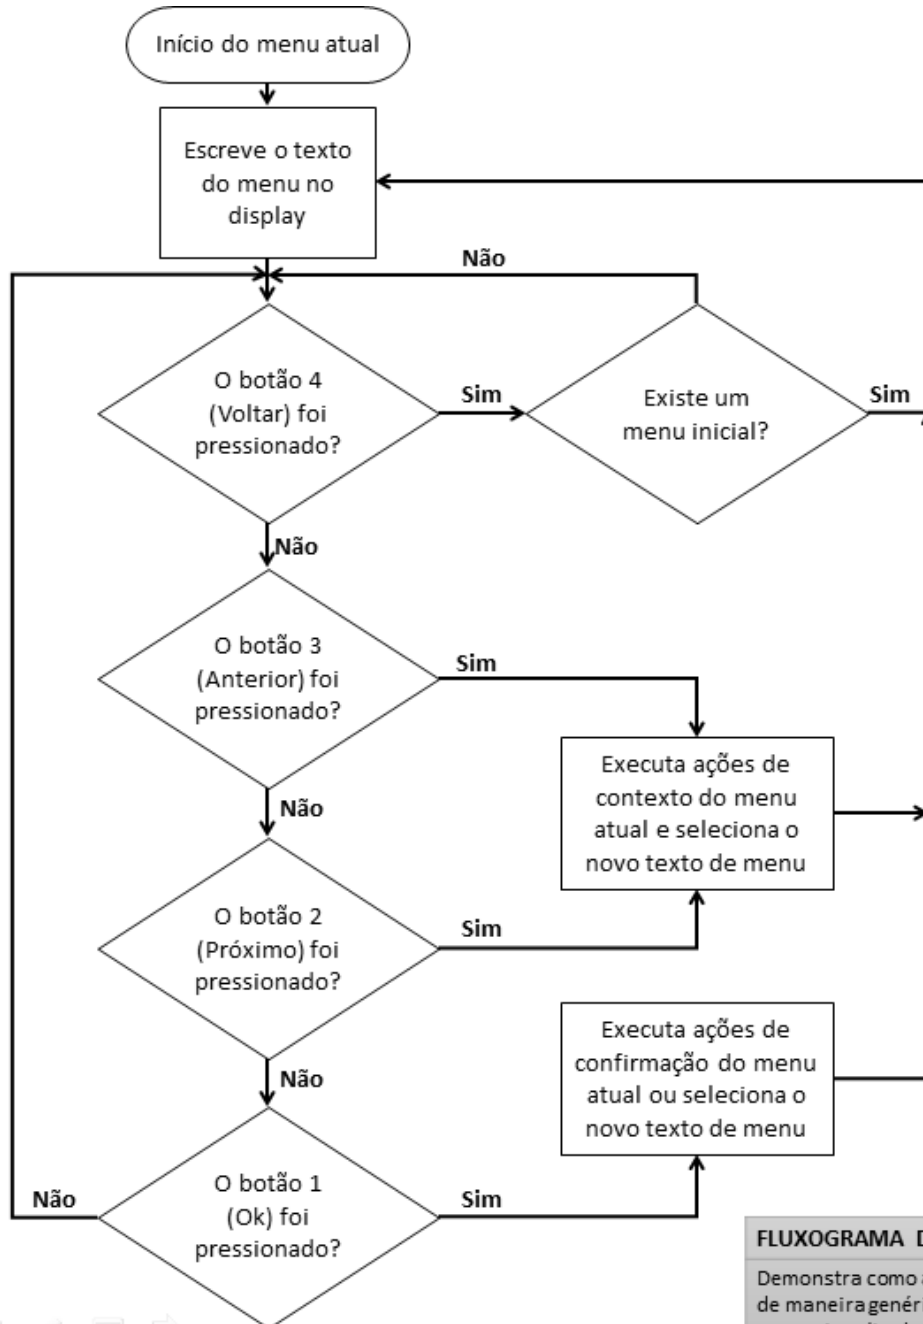 Início do menu atual
Escreve o texto
do menu no
display
Não
O botão 4
(Voltar) foi
pressionado?
Sim
Existe um
menu inicial?
Sim
Não
O botão 3
(Anterior) foi
pressionado?
Sim
Executa ações de
contexto do menu
atual e seleciona o
novo texto de menu
Não
O botão 2
(Próximo) foi
pressionado?
Sim
Executa ações de
confirmação do menu
atual ou seleciona o
novo texto de menu
Não
O botão 1
(Ok) foi
pressionado?
Não
Sim
FLUXOGRAMA D
Demonstra como
de maneira genéri